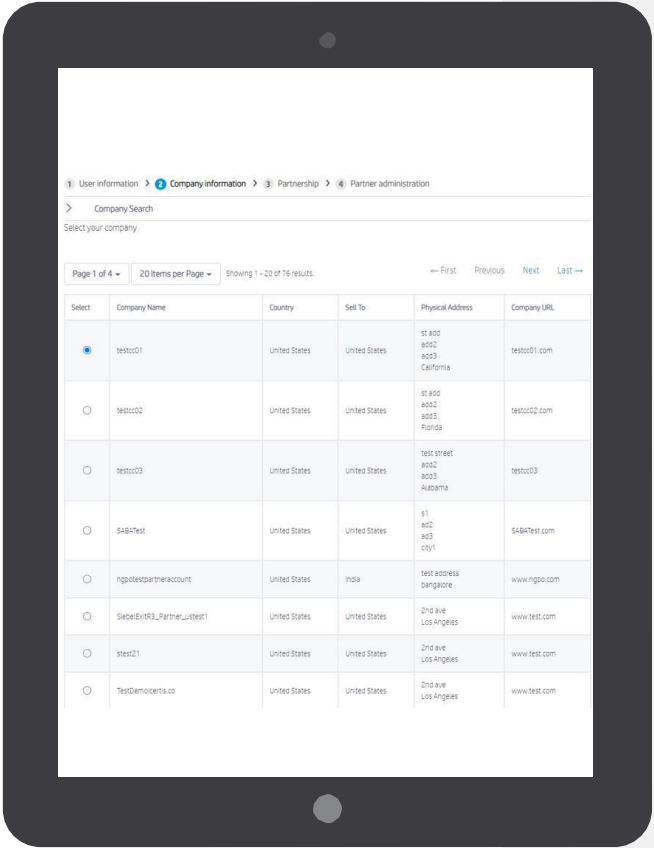 1 User information > 2 Company information > 3 Partnership > 4 Partner administration
> Company Search
Select your company
Page 1 of 4 20 Items per Page Showing 1 - 20 of 76 results. ← First Previous Next Last →
Select Company Name Country Sell To Physical Address Company URL
testcc01 United States United States st add
add2
add3
California testcc01.com
testcc02 United States United States st add
add2
add3
Florida testcc02.com
testcc03 United States United States test street
add2
add3
Alabama testcc03
SABATest United States United States s1
ad2
ad3
city1 SABATest.com
ngpotestpartneraccount United States India test address
bangalore www.ngpo.com
SiebelExitR3_Partner_ustest1 United States United States 2nd ave
Los Angeles www.test.com
stest21 United States United States 2nd ave
Los Angeles www.test.com
TestDemolcertis.co United States United States 2nd ave
Los Angeles www.test.com